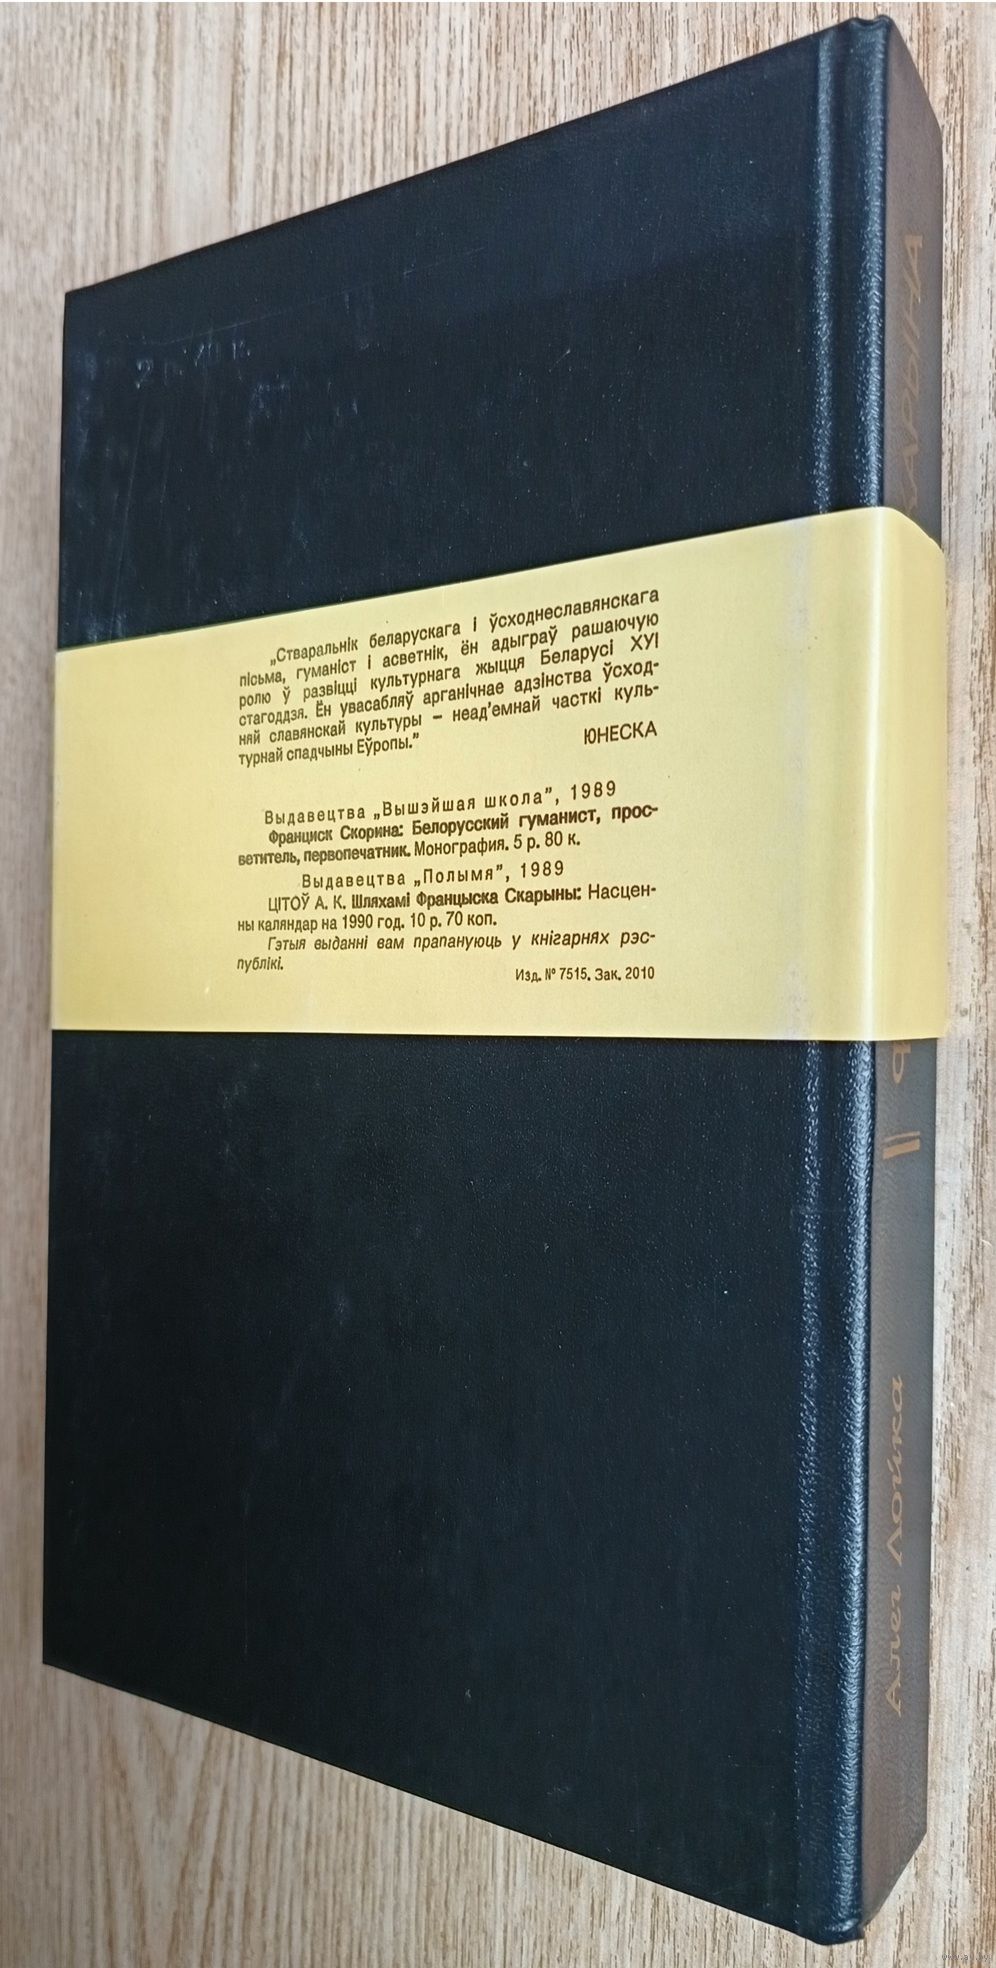 „Стваральнік беларускага і ўсходнеславянскага
пісьма, гуманіст і асветнік, ён адыграў рашаючую
ролю ў развіцці культурнага жыцця Беларусі ХУІ
стагоддзя. Ён увасабляў арганічнае адзінства ўсход-
няй славянскай культуры – неад’емнай часткі куль-
турнай спадчыны Еўропы.”
ЮНЕСКА
Выдавецтва „Вышэйшая школа”, 1989
Франциск Скорина: Белорусский гуманист, прос-
ветитель, первопечатник. Монография. 5 р. 80 к.
Выдавецтва „Полымя”, 1989
ЦІТОЎ А. К. Шляхамі Францыска Скарыны: Насцен-
ны каляндар на 1990 год. 10 р. 70 коп.
Гэтыя выданні вам прапануюць у кнігарнях рэс-
публікі.
Изд. № 7515. Зак. 2010
Алег Лойка